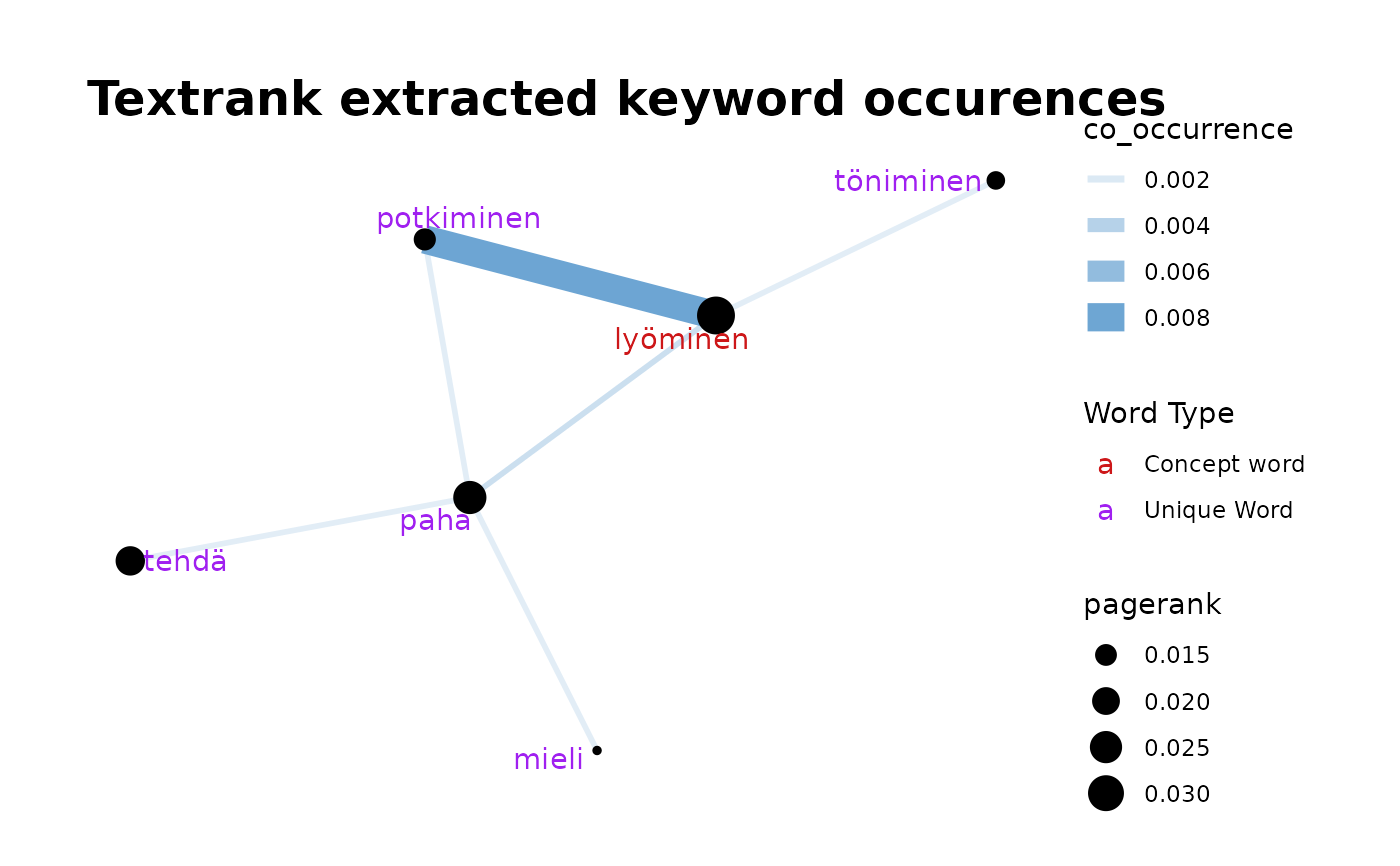 Textrank extracted keyword occurences
co_occurrence
0.002
0.004
0.006
0.008
töniminen
potkiminen
lyöminen
paha
tehdä
mieli
Word Type
a Concept word
a Unique Word
pagerank
0.015
0.020
0.025
0.030